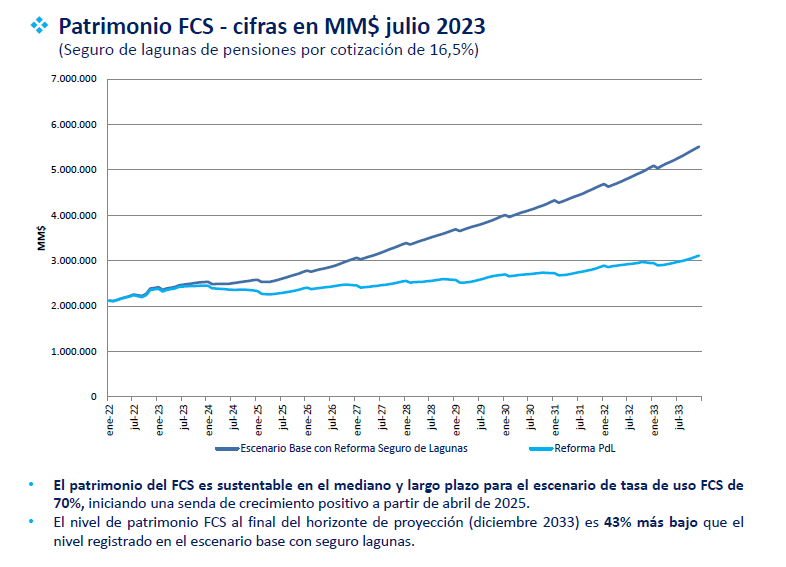 ❖ Patrimonio FCS - cifras en MM$ julio 2023
(Seguro de lagunas de pensiones por cotización de 16,5%)
7.000.000
6.000.000
5.000.000
4.000.000
3.000.000
2.000.000
1.000.000
0
MM$
ene-22
jul-22
ene-23
jul-23
ene-24
jul-24
ene-25
jul-25
ene-26
jul-26
ene-27
jul-27
ene-28
jul-28
ene-29
jul-29
ene-30
jul-30
ene-31
jul-31
ene-32
jul-32
ene-33
jul-33
Escenario Base con Reforma Seguro de Lagunas
Reforma PdL
• El patrimonio del FCS es sustentable en el mediano y largo plazo para el escenario de tasa de uso FCS de
70%, iniciando una senda de crecimiento positivo a partir de abril de 2025.
• El nivel de patrimonio FCS al final del horizonte de proyección (diciembre 2033) es 43% más bajo que el
nivel registrado en el escenario base con seguro lagunas.